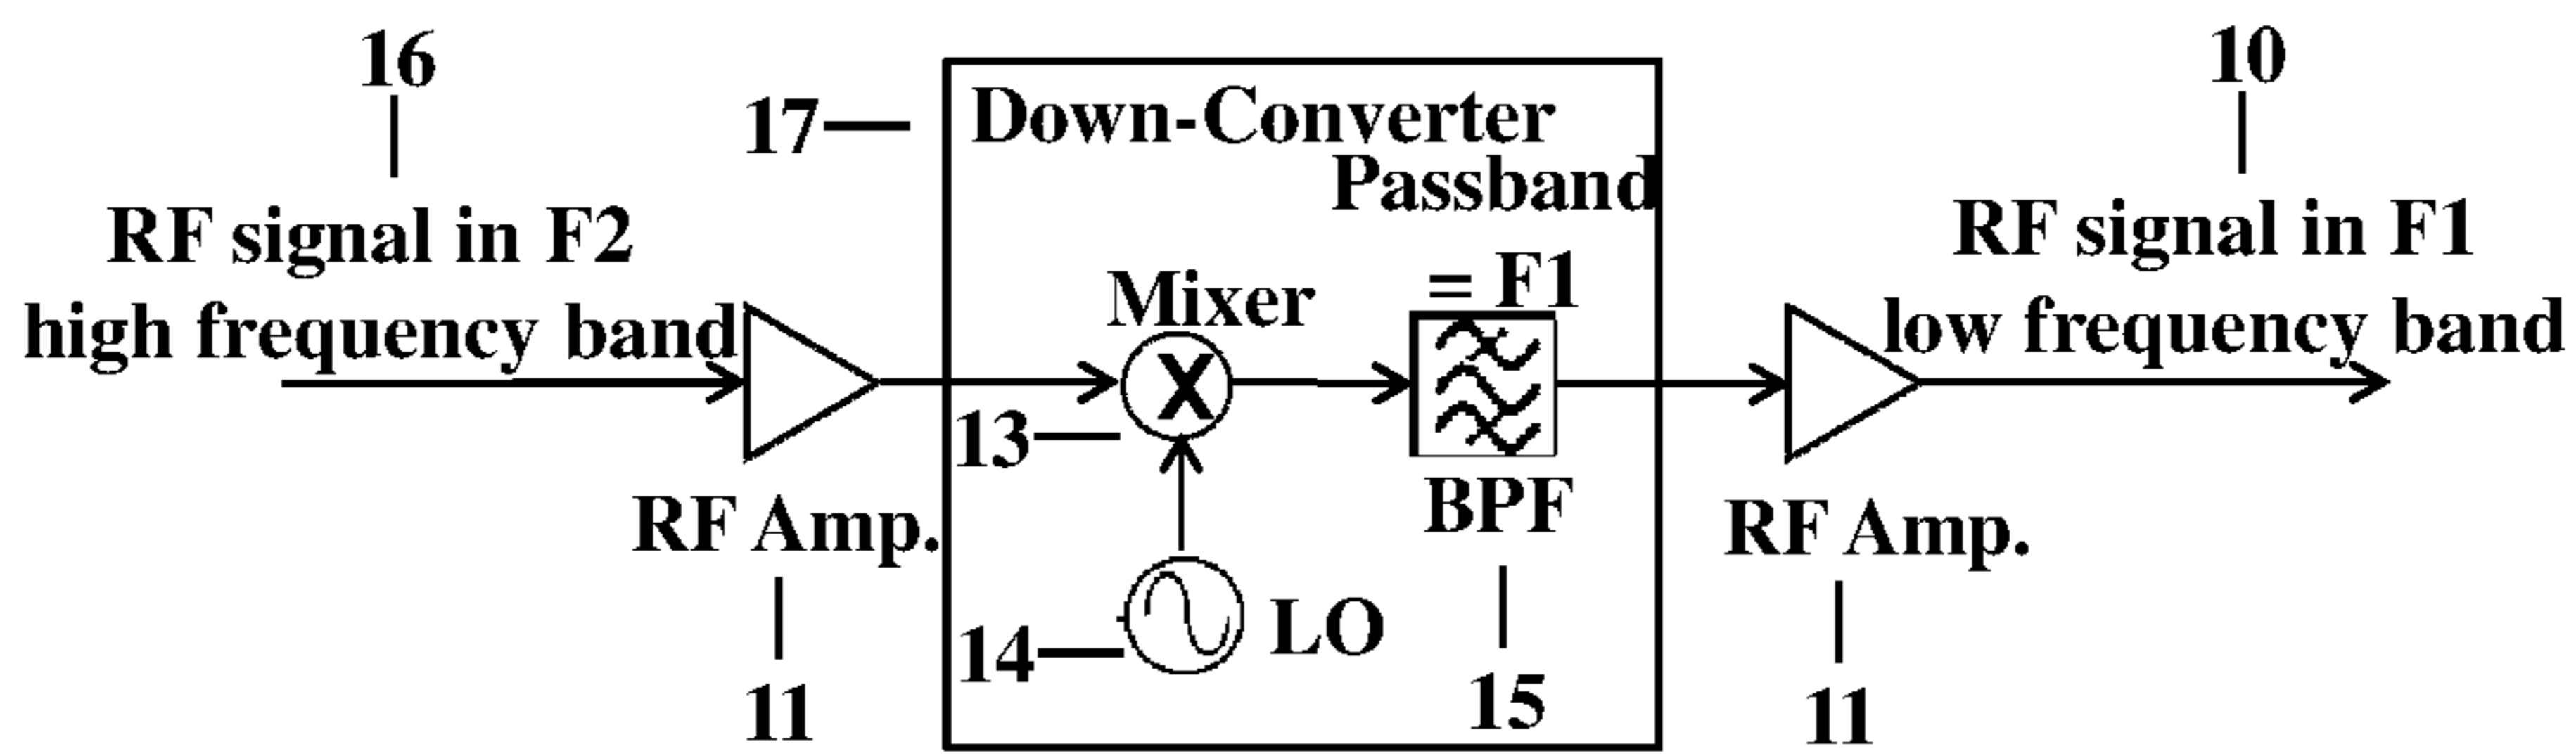 16
10
17
Down-Converter
Passband
RF signal in F2
high frequency band
RF signal in F1
low frequency band
Mixer
= F1
X
13
BPF
RF Amp.
RF Amp.
14
LO
11
15
11